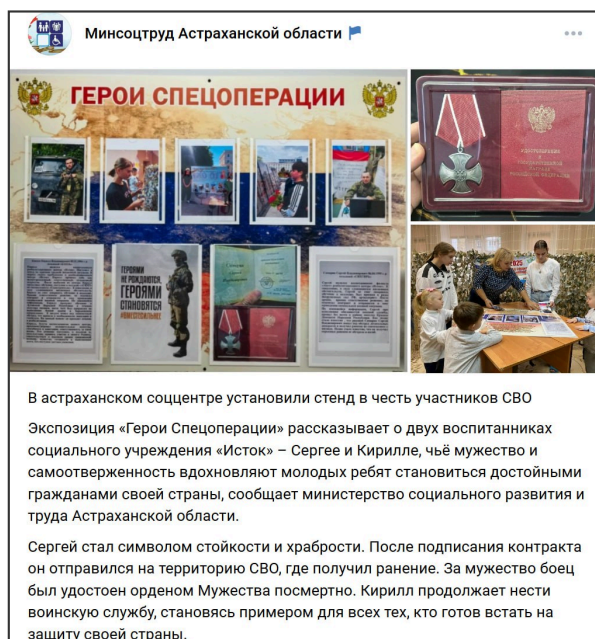 Минсоцтруд Астраханской области
ГЕРОИ СПЕЦОПЕРАЦИИ
ГЕРОЯМИ
НЕ РОЖДАЮТСЯ,
ГЕРОЯМИ
СТАНОВЯТСЯ
В астраханском соццентре установили стенд в честь участников СВО
Экспозиция «Герои Спецоперации» рассказывает о двух воспитанниках
социального учреждения «Исток» – Сергее и Кирилле, чьё мужество и
самоотверженность вдохновляют молодых ребят становиться достойными
гражданами своей страны, сообщает министерство социального развития и
труда Астраханской области.
Сергей стал символом стойкости и храбрости. После подписания контракта
он отправился на территорию СВО, где получил ранение. За мужество боец
был удостоен орденом Мужества посмертно. Кирилл продолжает нести
воинскую службу, становясь примером для всех тех, кто готов встать на
защиту своей страны.